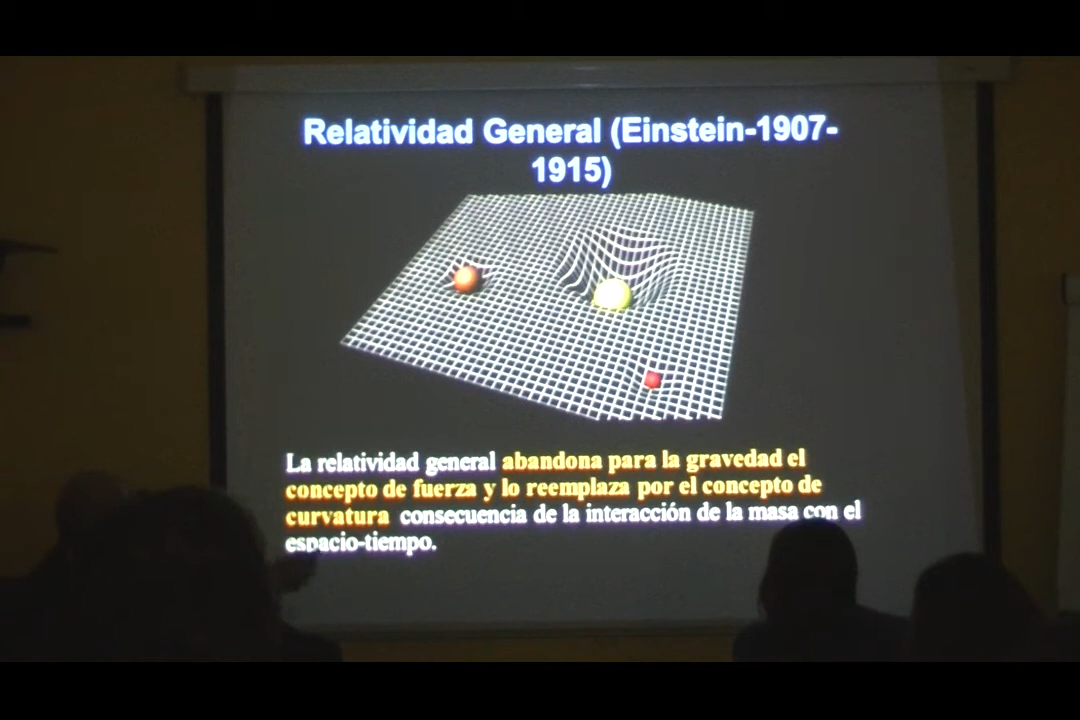 Relatividad General (Einstein-1907-
1915)
La relatividad general abandona para la gravedad el
concepto de fuerza y lo reemplaza por el concepto de
curvatura consecuencia de la interacción de la masa con el
espacio-tiempo.